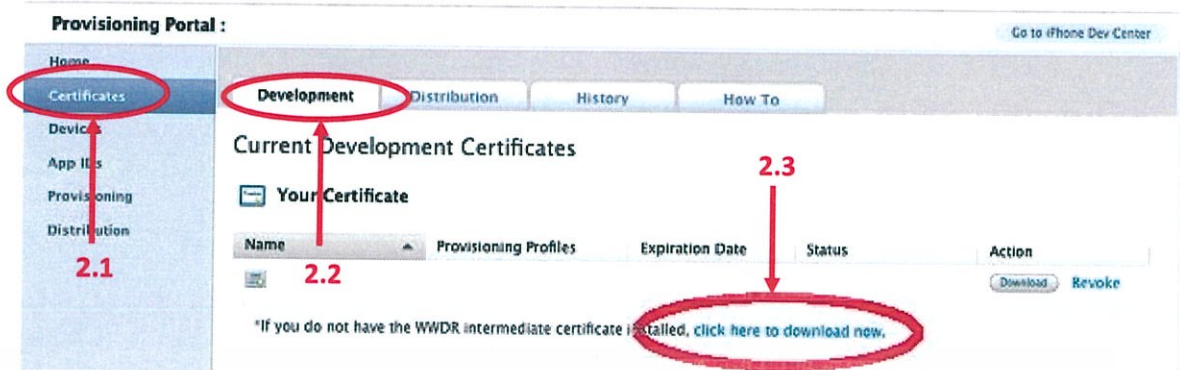 Provisioning Portal :
Go to iPhone Dev Center
Home
Certificates
Development
Distribution
History
How To
Devices
Current Development Certificates
App IDs
2.3
Provisioning
Your Certificate
Distribution
Name
Provisioning Profiles
Expiration Date
Status
Action
2.1
2.2
Download
Revoke
*If you do not have the WWDR intermediate certificate installed, click here to download now.